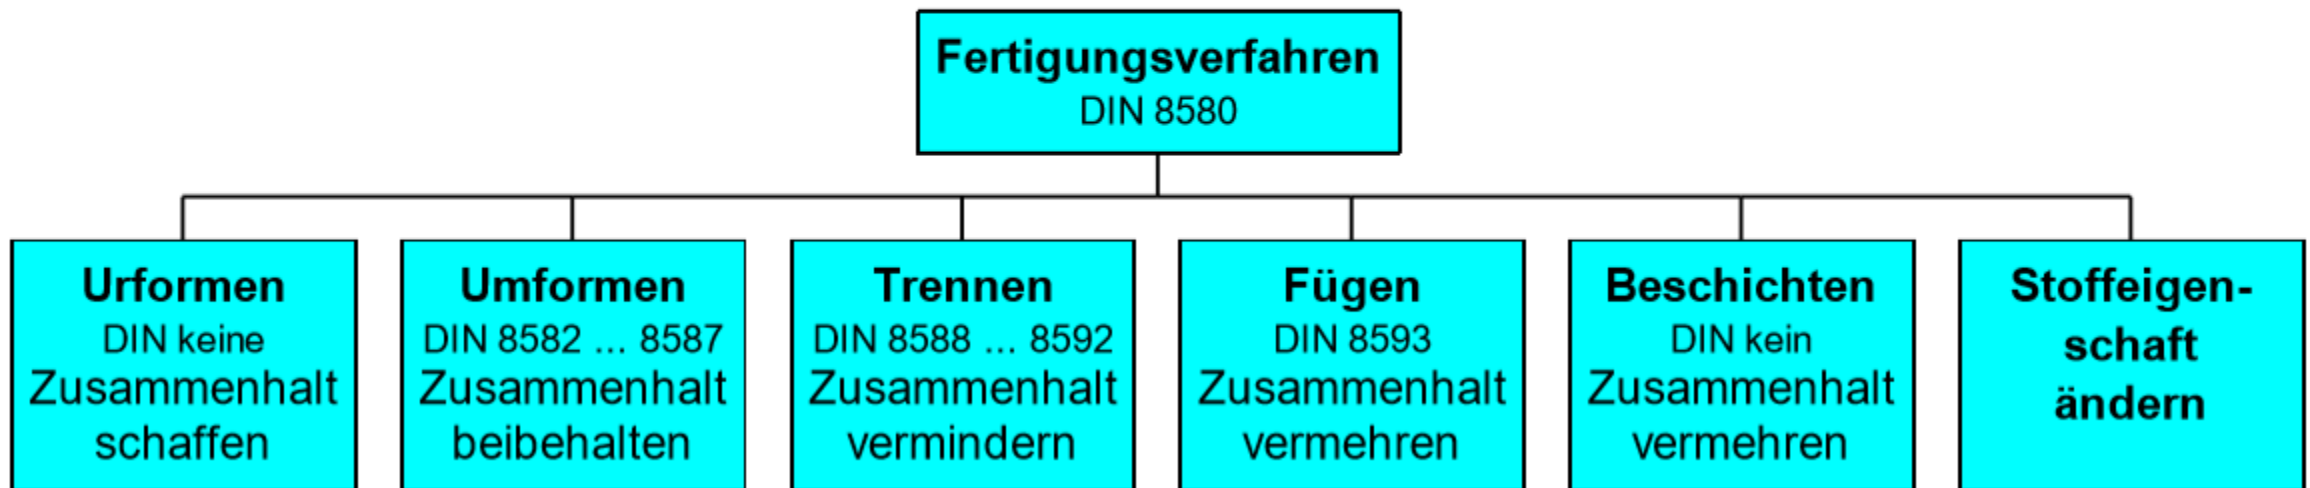 Fertigungsverfahren
DIN 8580
Urformen
DIN keine
Zusammenhalt
schaffen
Umformen
DIN 8582 ... 8587
Zusammenhalt
beibehalten
Trennen
DIN 8588 ... 8592
Zusammenhalt
vermindern
Fügen
DIN 8593
Zusammenhalt
vermehren
Beschichten
DIN kein
Zusammenhalt
vermehren
Stoffeigen-
schaft
ändern